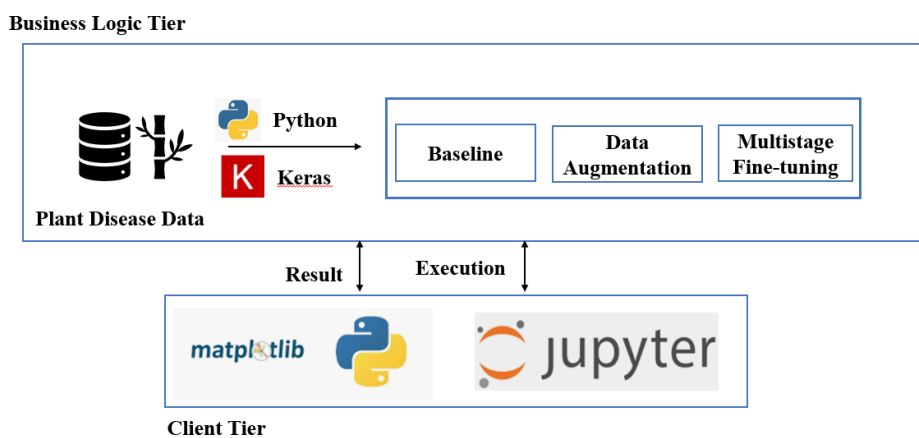 Business Logic Tier
Python
Keras
K
Plant Disease Data
Baseline
Data
Augmentation
Multistage
Fine-tuning
Result
Execution
matplotlib
jupyter
Client Tier